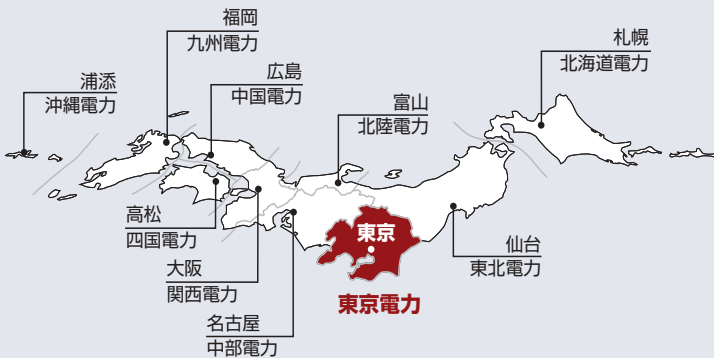 福岡
九州電力
広島
中国電力
浦添
沖縄電力
富山
北陸電力
札幌
北海道電力
高松
四国電力
大阪
関西電力
名古屋
中部電力
東京
東京電力
仙台
東北電力